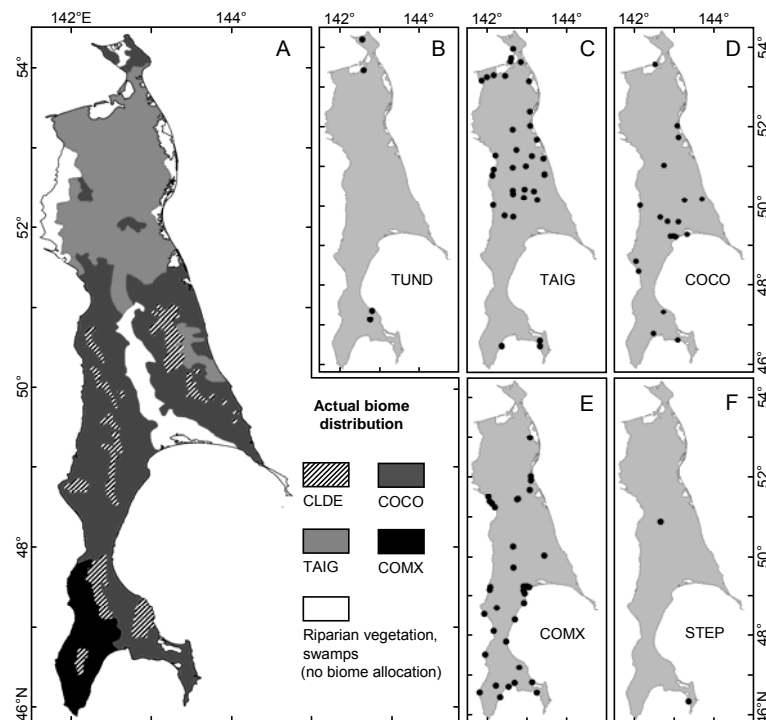 142°E 144°
A
54°
52°
50°
48°
46°N
Actual biome
distribution
CLDE COCO
TAIG COMX
Riparian vegetation,
swamps
(no biome allocation)
142° 144°
B
TUND
142° 144°
C
TAIG
142° 144°
D
COCO
54°
52°
50°
48°
46°
E
COMX
F
STEP
54°
52°
50°
48°
46°N